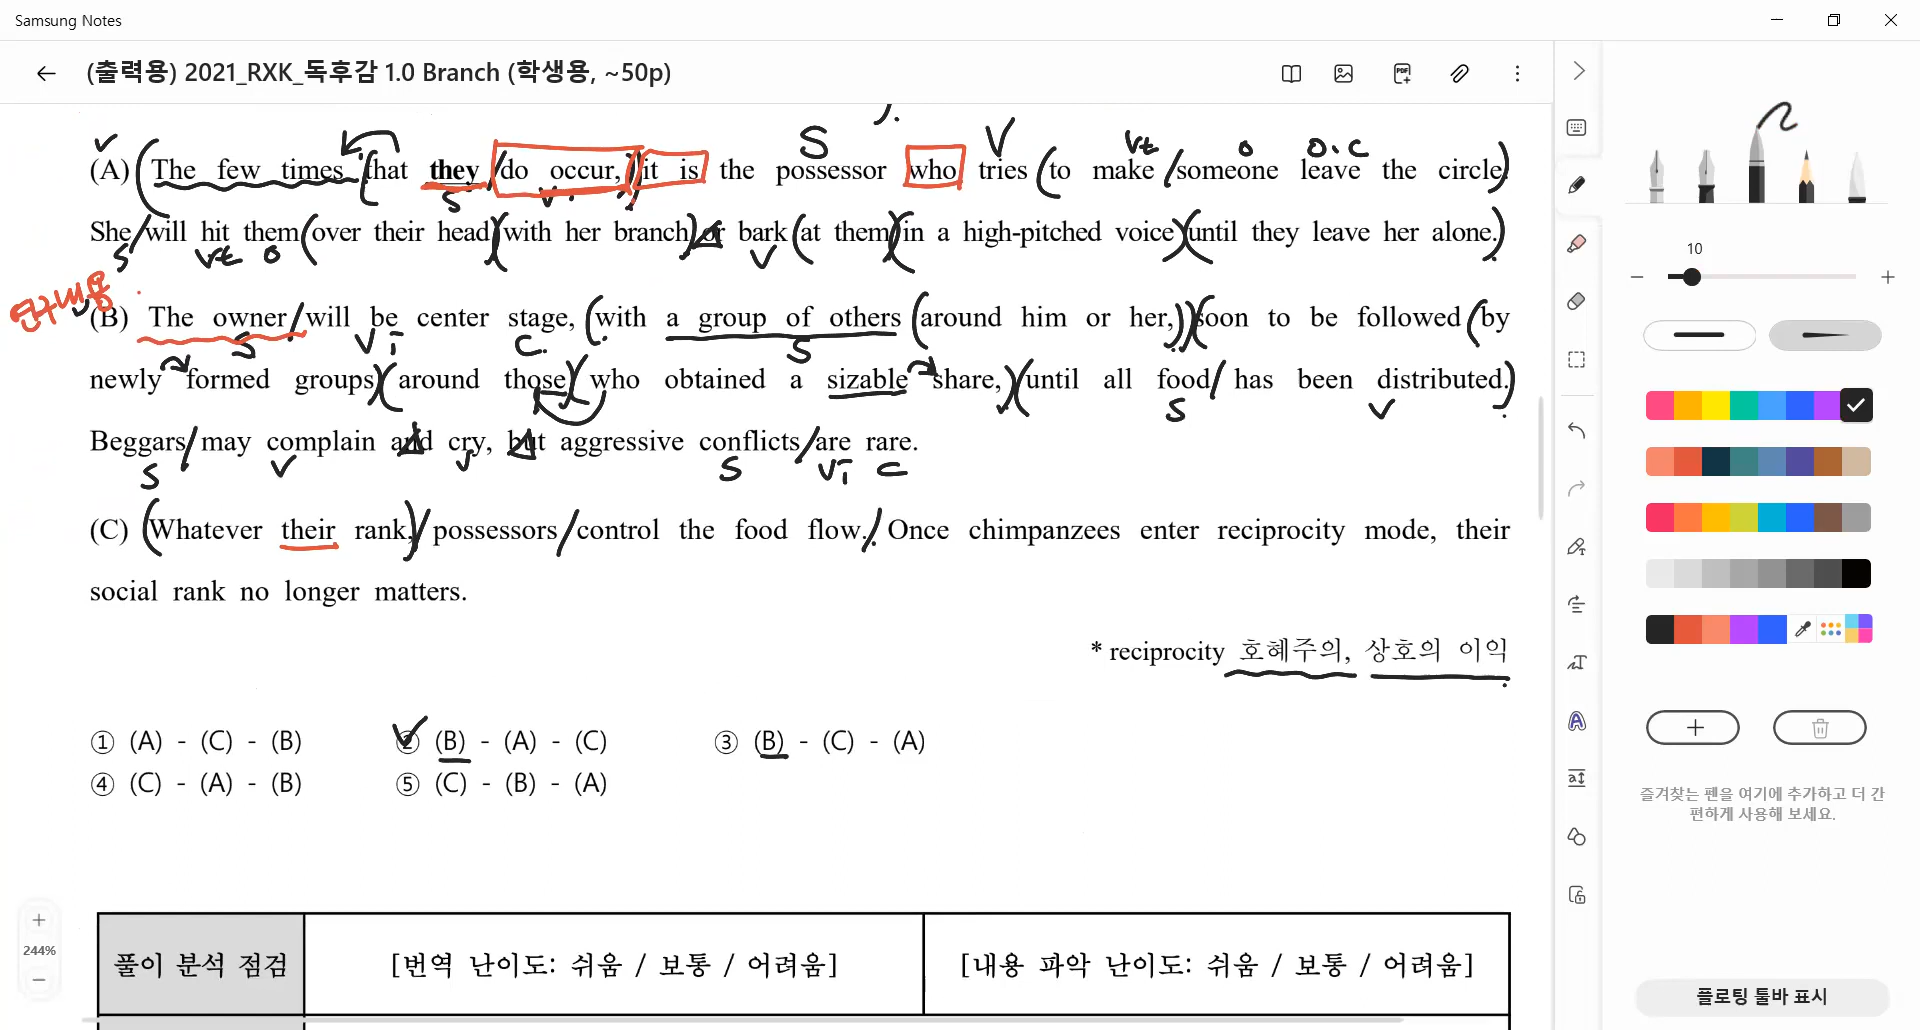 Samsung Notes
(출력용) 2021_RXK_독후감 1.0 Branch (학생용, ~50p)
S V vt o o.c
(A) The few times that they do occur, it is the possessor who tries to make someone leave the circle.
S V
She will hit them over their head with her branch or bark at them in a high-pitched voice until they leave her alone.
S vt o V
(B) The owner will be center stage, with a group of others around him or her, soon to be followed by
S Vi C S
newly formed groups around those who obtained a sizable share, until all food has been distributed.
S V
Beggars may complain and cry, but aggressive conflicts are rare.
S V V S Vi C
(C) Whatever their rank, possessors control the food flow. Once chimpanzees enter reciprocity mode, their
social rank no longer matters.
* reciprocity 호혜주의, 상호의 이익
① (A) - (C) - (B) ② (B) - (A) - (C) ③ (B) - (C) - (A)
④ (C) - (A) - (B) ⑤ (C) - (B) - (A)
풀이 분석 점검 [번역 난이도: 쉬움 / 보통 / 어려움] [내용 파악 난이도: 쉬움 / 보통 / 어려움]
244%
10
즐겨찾는 펜을 여기에 추가하고 더 간
편하게 사용해 보세요.
플로팅 툴바 표시